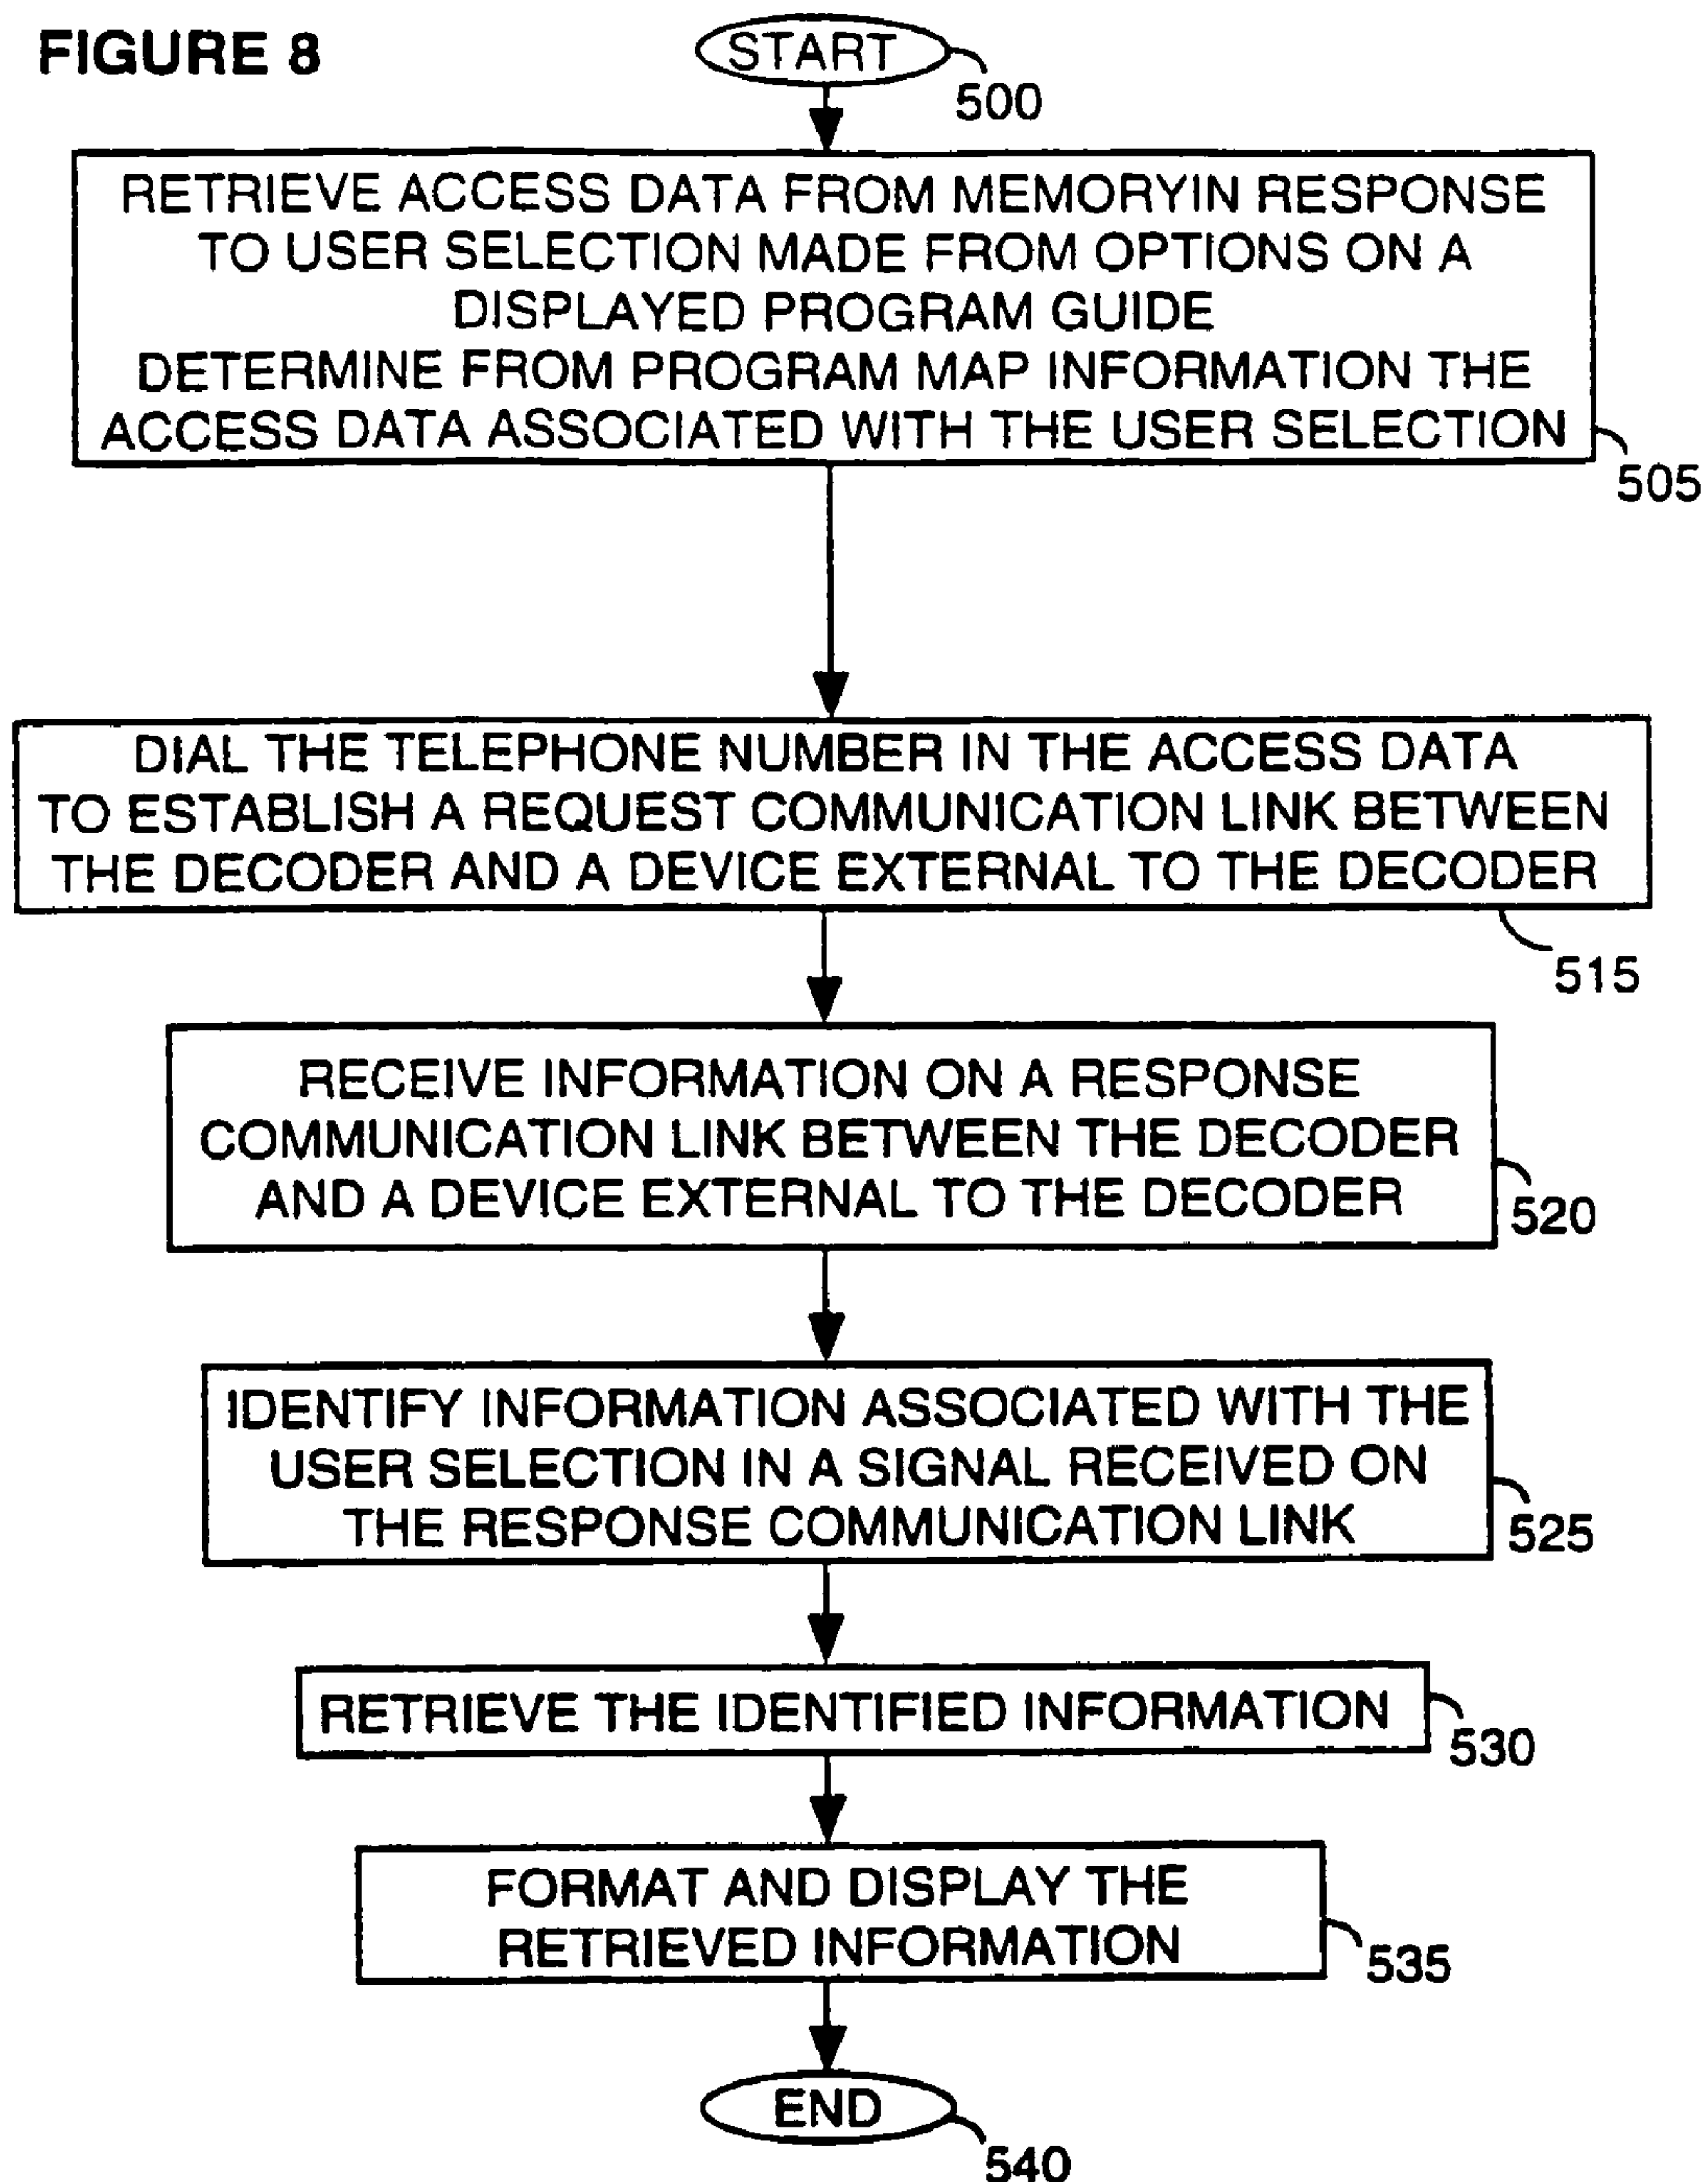 FIGURE 8
START
500
RETRIEVE ACCESS DATA FROM MEMORYIN RESPONSE
TO USER SELECTION MADE FROM OPTIONS ON A
DISPLAYED PROGRAM GUIDE
DETERMINE FROM PROGRAM MAP INFORMATION THE
ACCESS DATA ASSOCIATED WITH THE USER SELECTION
505
DIAL THE TELEPHONE NUMBER IN THE ACCESS DATA
TO ESTABLISH A REQUEST COMMUNICATION LINK BETWEEN
THE DECODER AND A DEVICE EXTERNAL TO THE DECODER
515
RECEIVE INFORMATION ON A RESPONSE
COMMUNICATION LINK BETWEEN THE DECODER
AND A DEVICE EXTERNAL TO THE DECODER
520
IDENTIFY INFORMATION ASSOCIATED WITH THE
USER SELECTION IN A SIGNAL RECEIVED ON
THE RESPONSE COMMUNICATION LINK
525
RETRIEVE THE IDENTIFIED INFORMATION
530
FORMAT AND DISPLAY THE
RETRIEVED INFORMATION
535
END
540